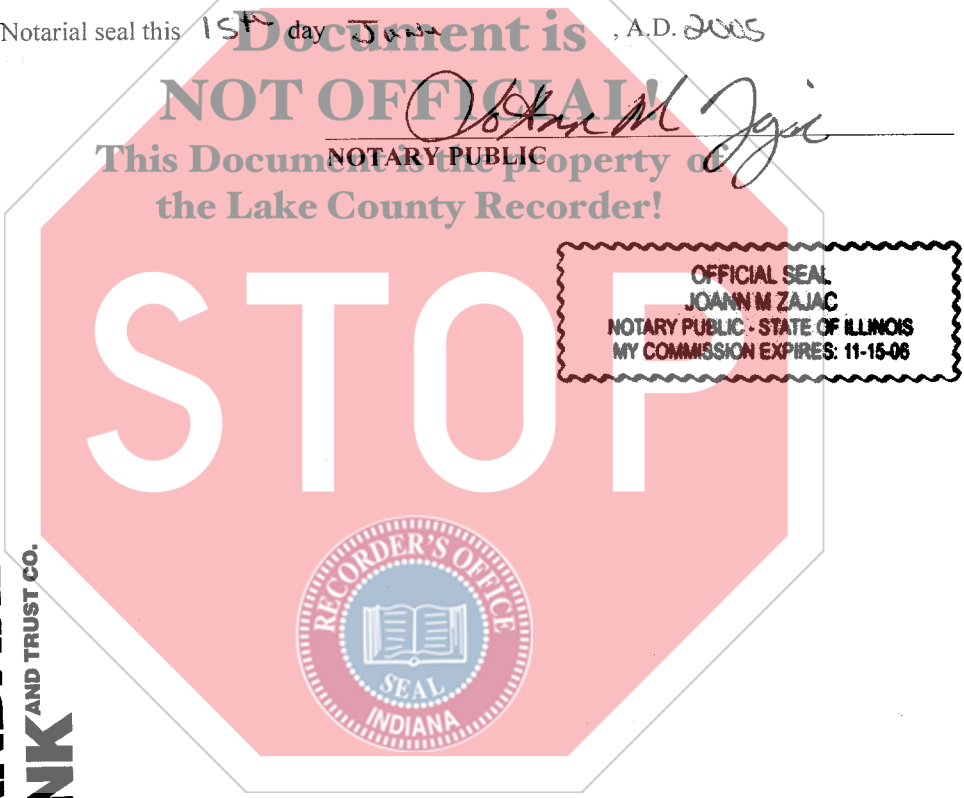 Notarial seal this 1st day June, A.D. 2005
Document is
NOT OFFICIAL!
NOTARY PUBLIC
This Document is the property of
the Lake County Recorder!
OFFICIAL SEAL
JOANN M ZAJAC
NOTARY PUBLIC - STATE OF ILLINOIS
MY COMMISSION EXPIRES: 11-15-06
STOP
RECORDER'S OFFICE
SEAL
INDIANA
AND TRUST CO.